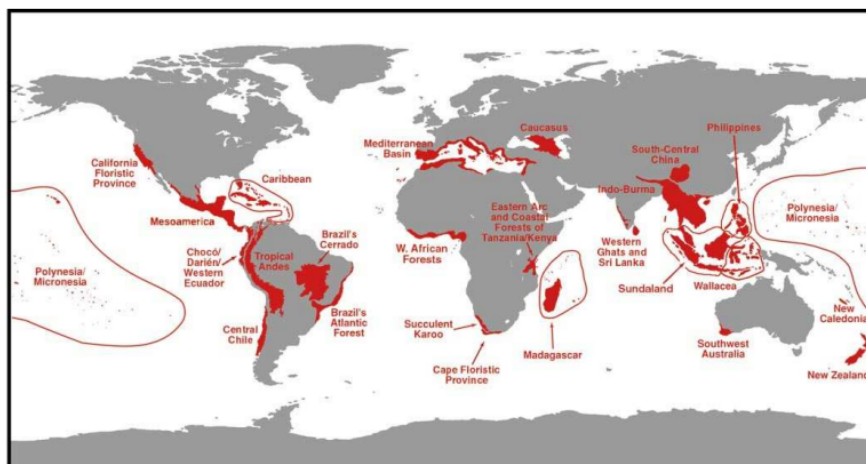 California
Floristic
Province
Mesoamerica
Caribbean
Polynesia/
Micronesia
Chocó/
Darién/
Western
Ecuador
Tropical
Andes
Brazil's
Cerrado
Central
Chile
Brazil's
Atlantic
Forest
Mediterranean
Basin
Caucasus
W. African
Forests
Eastern Arc
and Coastal
Forests of
Tanzania/Kenya
Succulent
Karoo
Cape Floristic
Province
Madagascar
South-Central
China
Philippines
Indo-Burma
Western
Ghats and
Sri Lanka
Sundaland
Wallacea
Polynesia/
Micronesia
New
Caledonia
Southwest
Australia
New Zealand